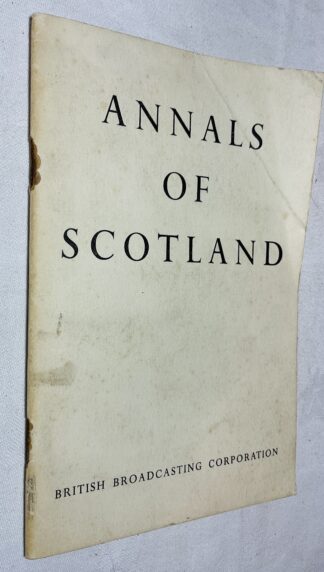 ANNALS
OF
SCOTLAND
BRITISH BROADCASTING CORPORATION